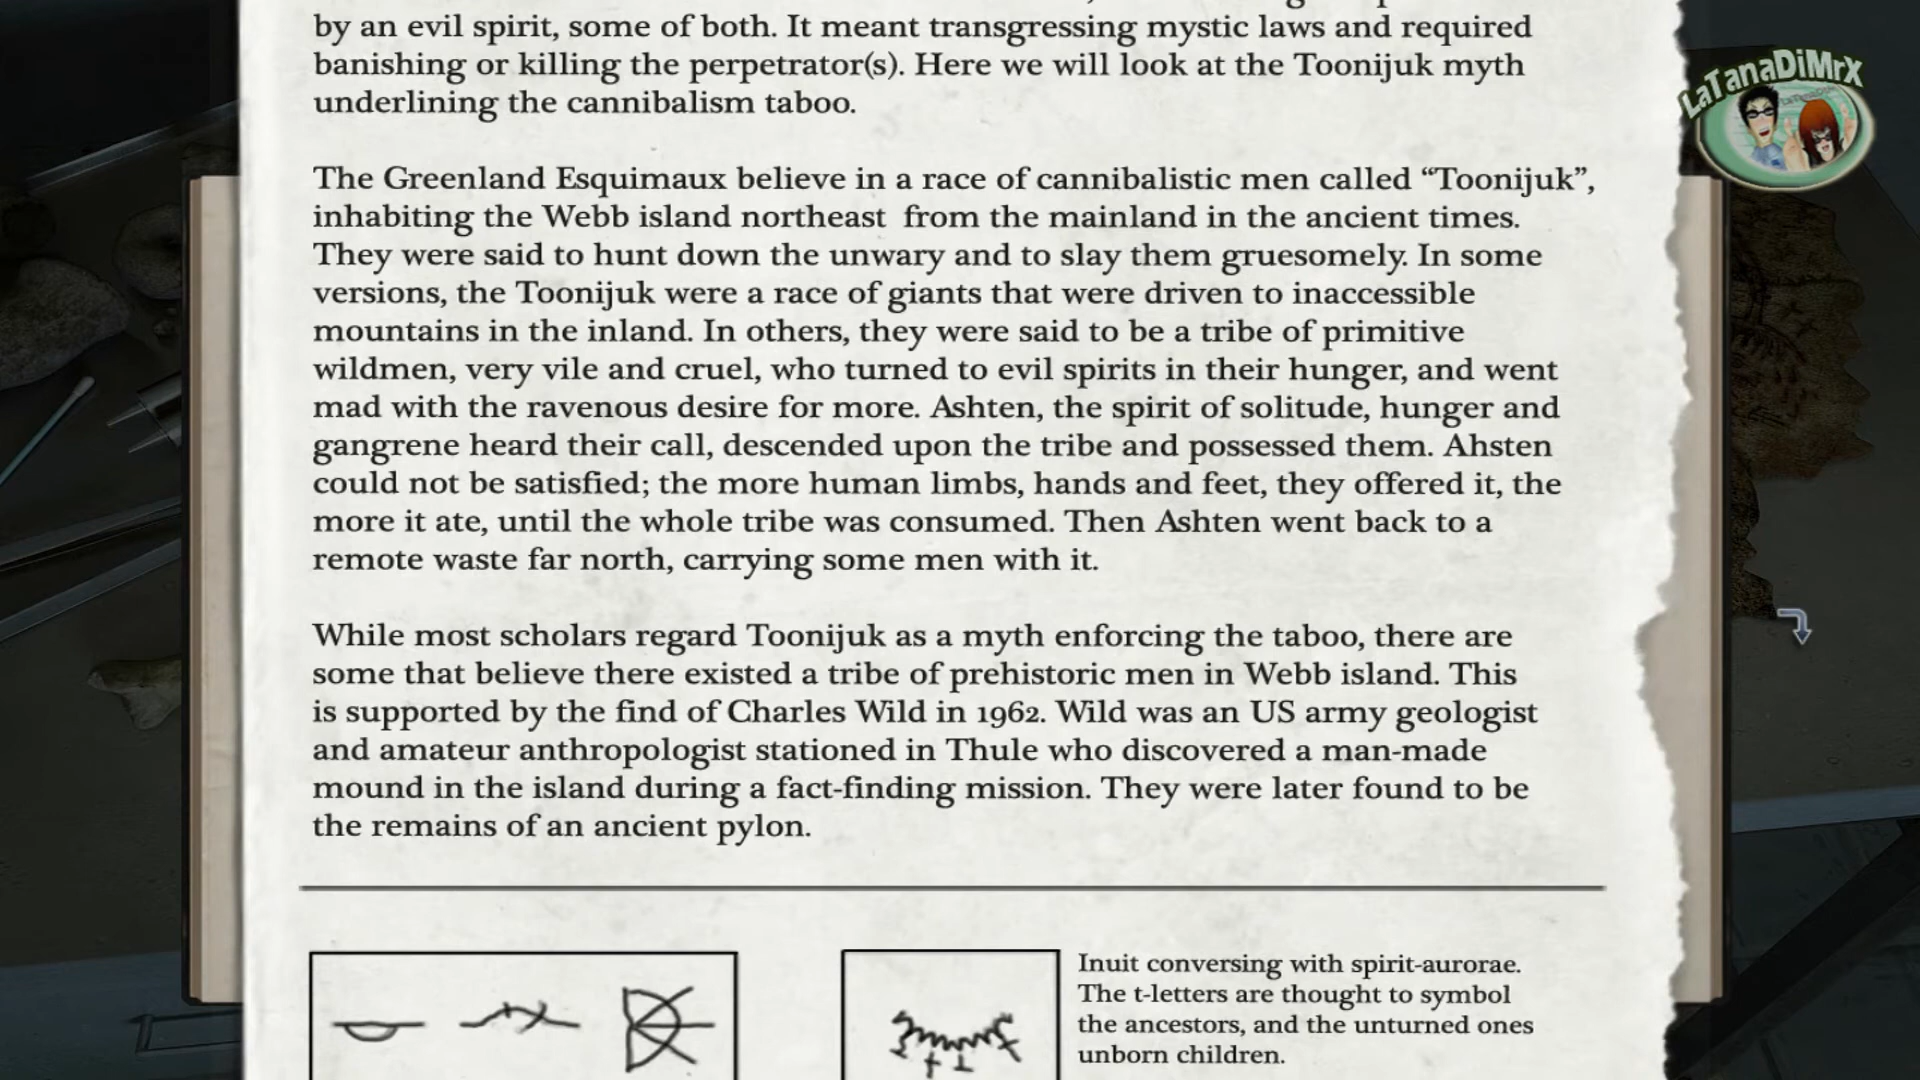 by an evil spirit, some of both. It meant transgressing mystic laws and required
banishing or killing the perpetrator(s). Here we will look at the Toonijuk myth
underlining the cannibalism taboo.
The Greenland Esquimaux believe in a race of cannibalistic men called “Toonijuk”,
inhabiting the Webb island northeast from the mainland in the ancient times.
They were said to hunt down the unwary and to slay them gruesomely. In some
versions, the Toonijuk were a race of giants that were driven to inaccessible
mountains in the inland. In others, they were said to be a tribe of primitive
wildmen, very vile and cruel, who turned to evil spirits in their hunger, and went
mad with the ravenous desire for more. Ashten, the spirit of solitude, hunger and
gangrene heard their call, descended upon the tribe and possessed them. Ahsten
could not be satisfied; the more human limbs, hands and feet, they offered it, the
more it ate, until the whole tribe was consumed. Then Ashten went back to a
remote waste far north, carrying some men with it.
While most scholars regard Toonijuk as a myth enforcing the taboo, there are
some that believe there existed a tribe of prehistoric men in Webb island. This
is supported by the find of Charles Wild in 1962. Wild was an US army geologist
and amateur anthropologist stationed in Thule who discovered a man-made
mound in the island during a fact-finding mission. They were later found to be
the remains of an ancient pylon.
Inuit conversing with spirit-aurorae.
The t-letters are thought to symbol
the ancestors, and the unturned ones
unborn children.
LaTanaDiMrX